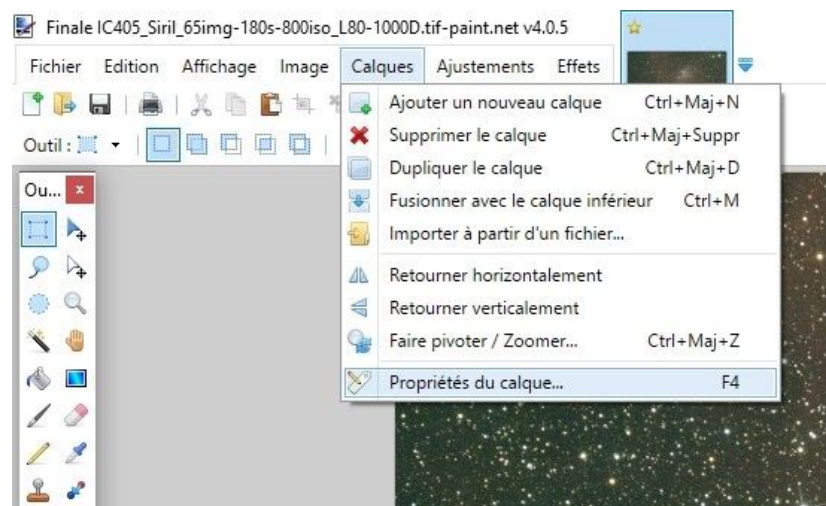 Finale IC405_Siril_65img-180s-800iso_L80-1000D.tif-paint.net v4.0.5
Fichier Edition Affichage Image Calques Ajustements Effets
Outil :
Ou...
Ajouter un nouveau calque Ctrl+Maj+N
Supprimer le calque Ctrl+Maj+Suppr
Dupliquer le calque Ctrl+Maj+D
Fusionner avec le calque inférieur Ctrl+M
Importer à partir d'un fichier...
Retourner horizontalement
Retourner verticalement
Faire pivoter / Zoomer... Ctrl+Maj+Z
Propriétés du calque... F4